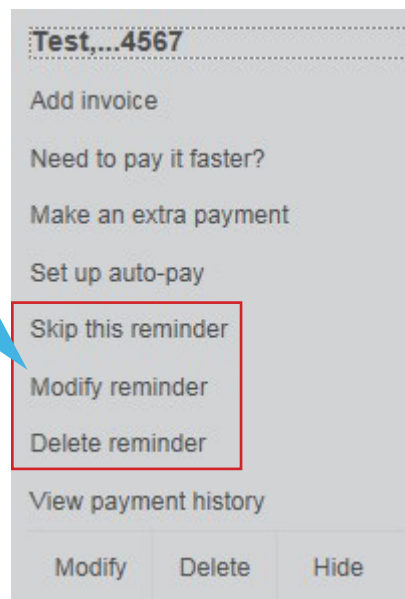 Test,...4567
Add invoice
Need to pay it faster?
Make an extra payment
Set up auto-pay
Skip this reminder
Modify reminder
Delete reminder
View payment history
Modify Delete Hide